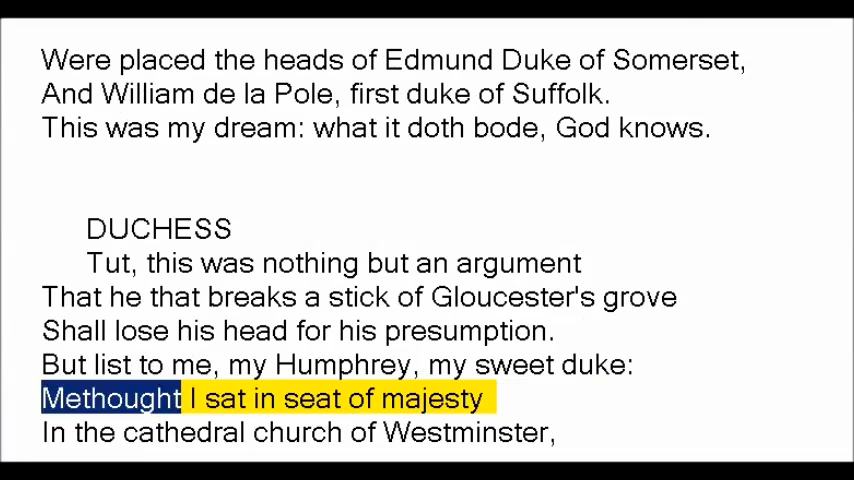 Were placed the heads of Edmund Duke of Somerset,
And William de la Pole, first duke of Suffolk.
This was my dream: what it doth bode, God knows.
DUCHESS
Tut, this was nothing but an argument
That he that breaks a stick of Gloucester's grove
Shall lose his head for his presumption.
But list to me, my Humphrey, my sweet duke:
Methought I sat in seat of majesty
In the cathedral church of Westminster,